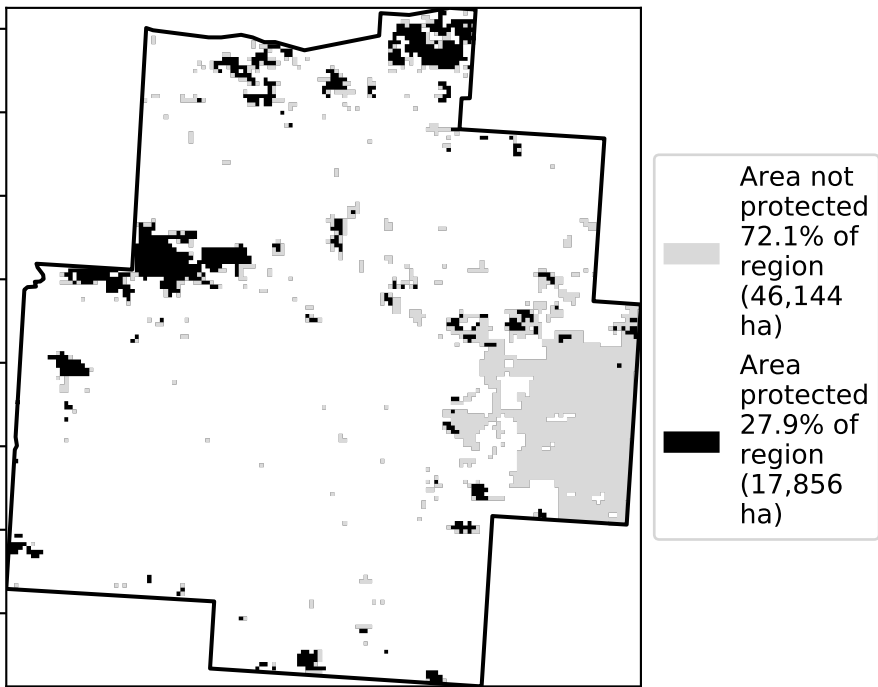 Area not
protected
72.1% of
region
(46,144
ha)
Area
protected
27.9% of
region
(17,856
ha)